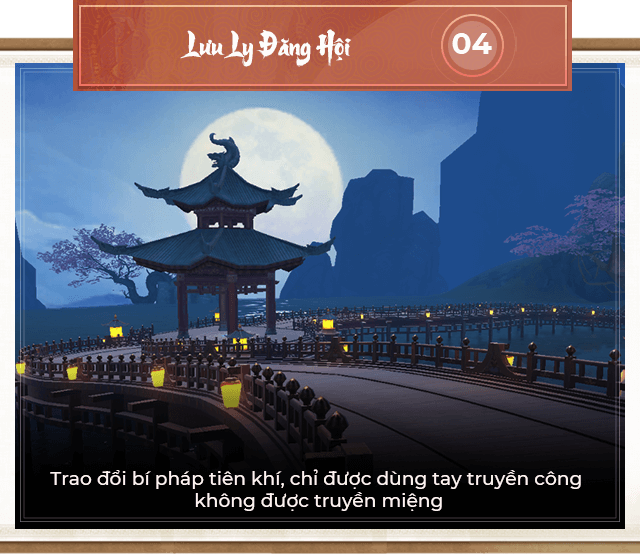 Lưu Ly Đăng Hội
04
Trao đổi bí pháp tiên khí, chỉ được dùng tay truyền công
không được truyền miệng